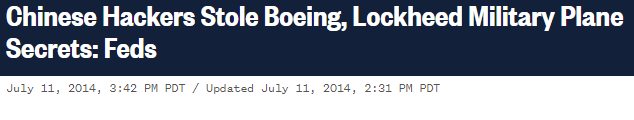 Chinese Hackers Stole Boeing, Lockheed Military Plane
Secrets: Feds
July 11, 2014, 3:42 PM PDT / Updated July 11, 2014, 2:31 PM PDT